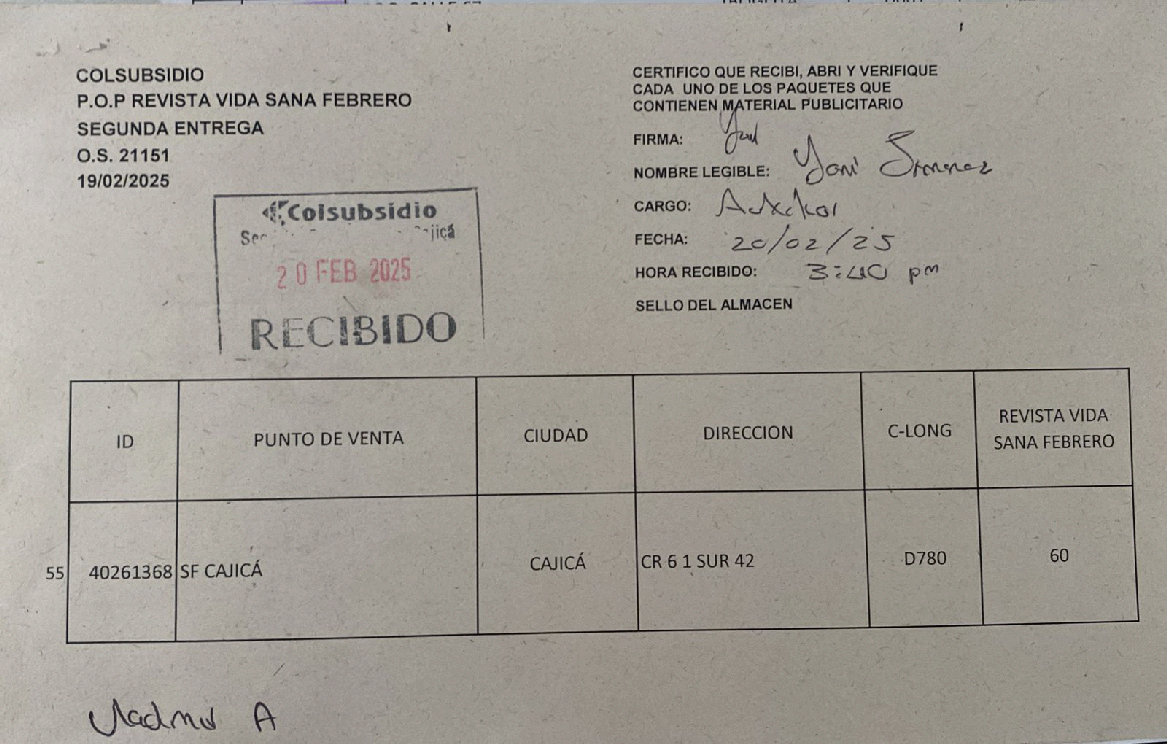 COLSUBSIDIO
P.O.P REVISTA VIDA SANA FEBRERO
SEGUNDA ENTREGA
O.S. 21151
19/02/2025
Colsubsidio
20 FEB 2025
RECIBIDO
CERTIFICO QUE RECIBI, ABRI Y VERIFIQUE
CADA UNO DE LOS PAQUETES QUE
CONTIENEN MATERIAL PUBLICITARIO
FIRMA:
NOMBRE LEGIBLE: Yoni
CARGO:
FECHA: 20/02/25
HORA RECIBIDO: 3:40 pm
SELLO DEL ALMACEN
ID PUNTO DE VENTA CIUDAD DIRECCION C-LONG REVISTA VIDA
SANA FEBRERO
55 40261368 SF CAJICÁ CAJICÁ CR 6 1 SUR 42 D780 60
A